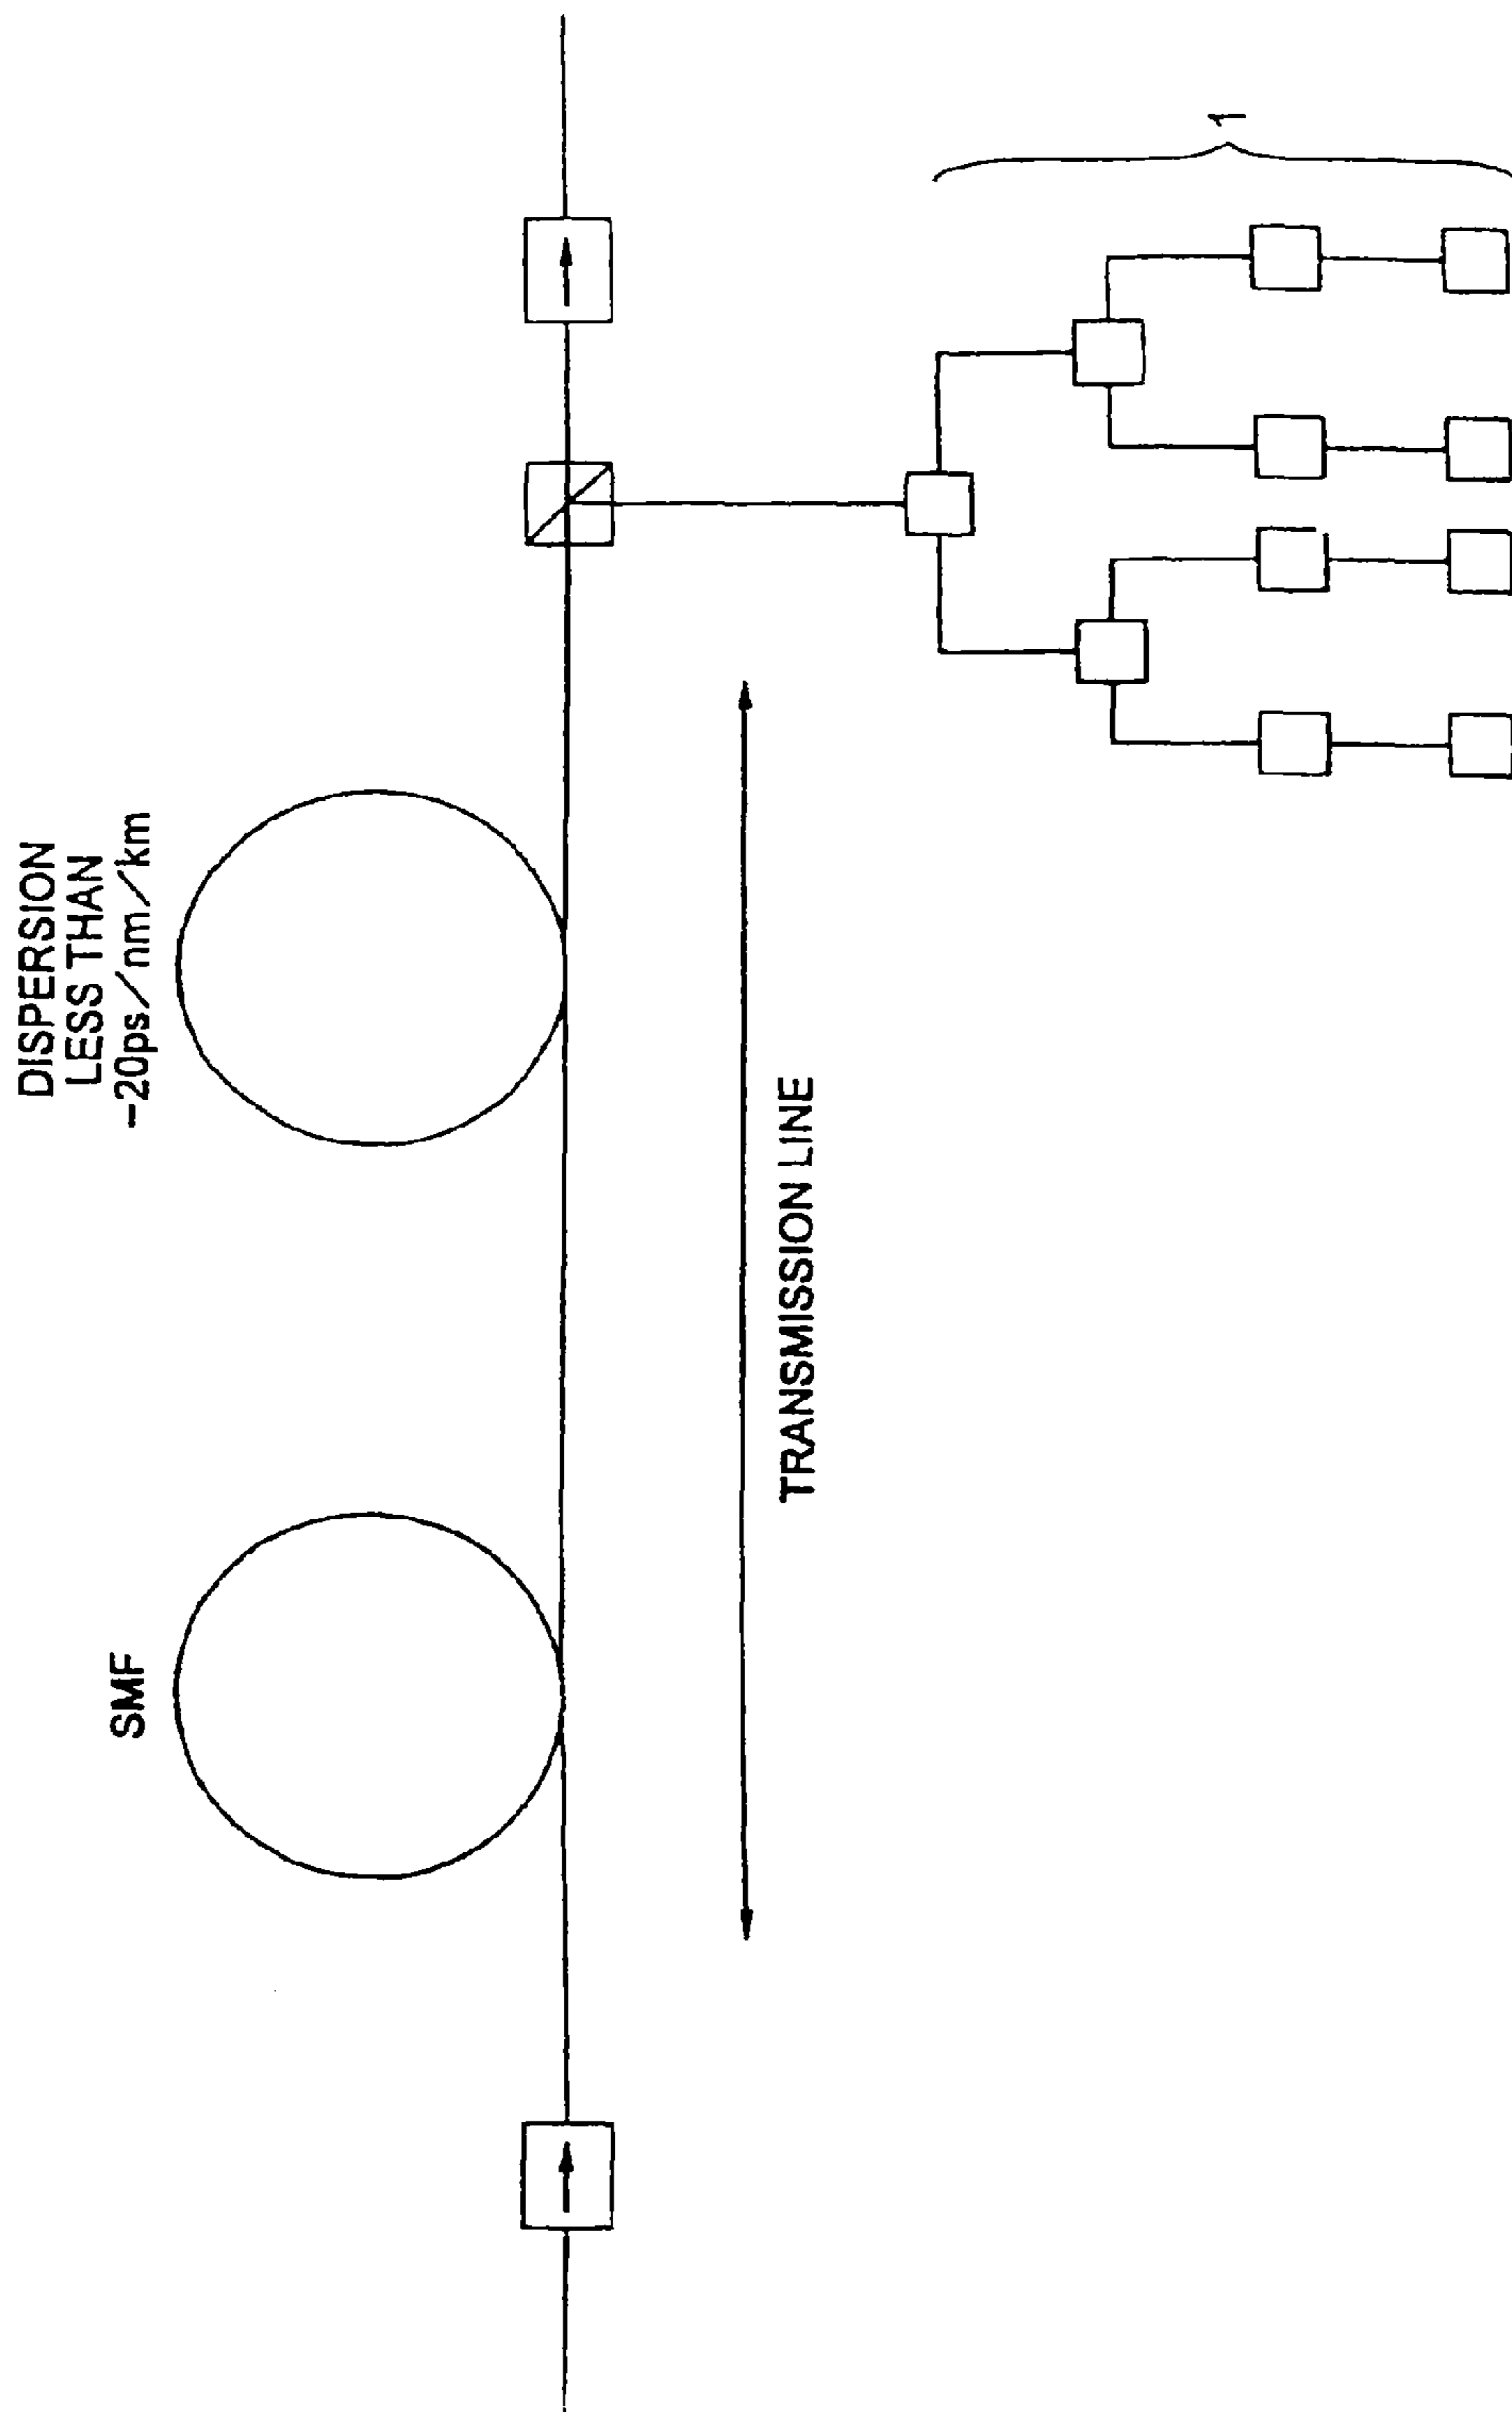 SMF
DISPERSION
LESS THAN
-20ps/nm/km
TRANSMISSION LINE
1